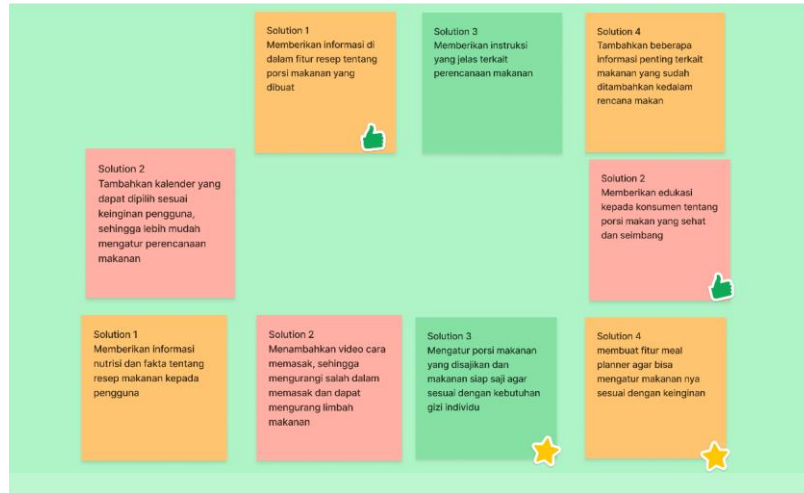 Solution 1
Memberikan informasi di
dalam fitur resep tentang
porsi makanan yang
dibuat
Solution 3
Memberikan instruksi
yang jelas terkait
perencanaan makanan
Solution 4
Tambahkan beberapa
informasi penting terkait
makanan yang sudah
ditambahkan kedalam
rencana makan
Solution 2
Tambahkan kalender yang
dapat dipilih sesuai
keinginan pengguna,
sehingga lebih mudah
mengatur perencanaan
makanan
Solution 2
Memberikan edukasi
kepada konsumen tentang
porsi makan yang sehat
dan seimbang
Solution 1
Memberikan informasi
nutrisi dan fakta tentang
resep makanan kepada
pengguna
Solution 2
Menambahkan video cara
memasak, sehingga
mengurangi salah dalam
memasak dan dapat
mengurang limbah
makanan
Solution 3
Mengatur porsi makanan
yang disajikan dan
makanan siap saji agar
sesuai dengan kebutuhan
gizi individu
Solution 4
membuat fitur meal
planner agar bisa
mengatur makanan nya
sesuai dengan keinginan